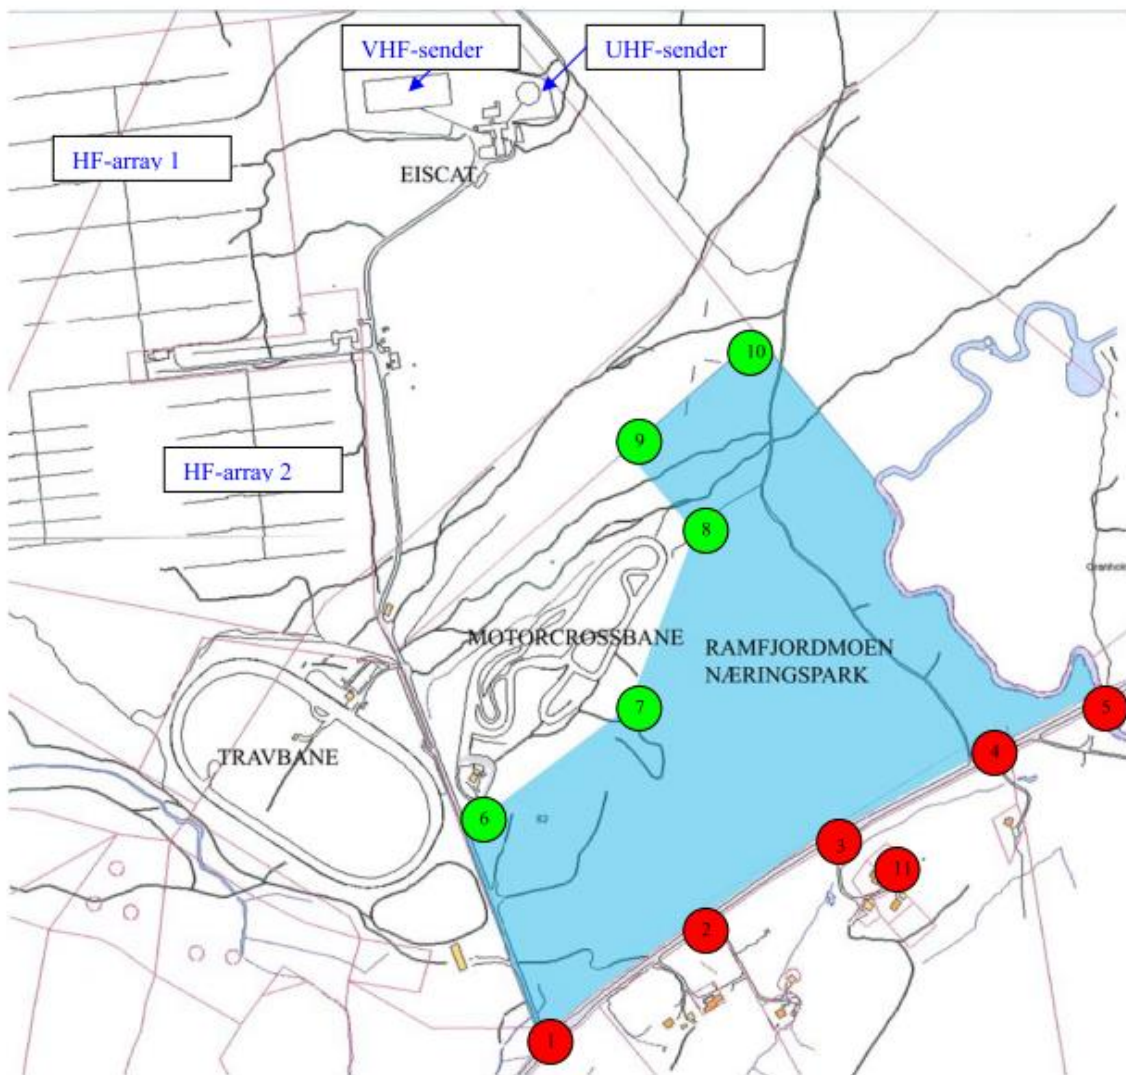 VHF-sender
UHF-sender
HF-array 1
EISCAT
10
9
HF-array 2
8
MOTORCROSSBANE
RAMFJORDMOEN
NÆRINGSPARK
7
5
4
TRAVBANE
6
3
11
2
1